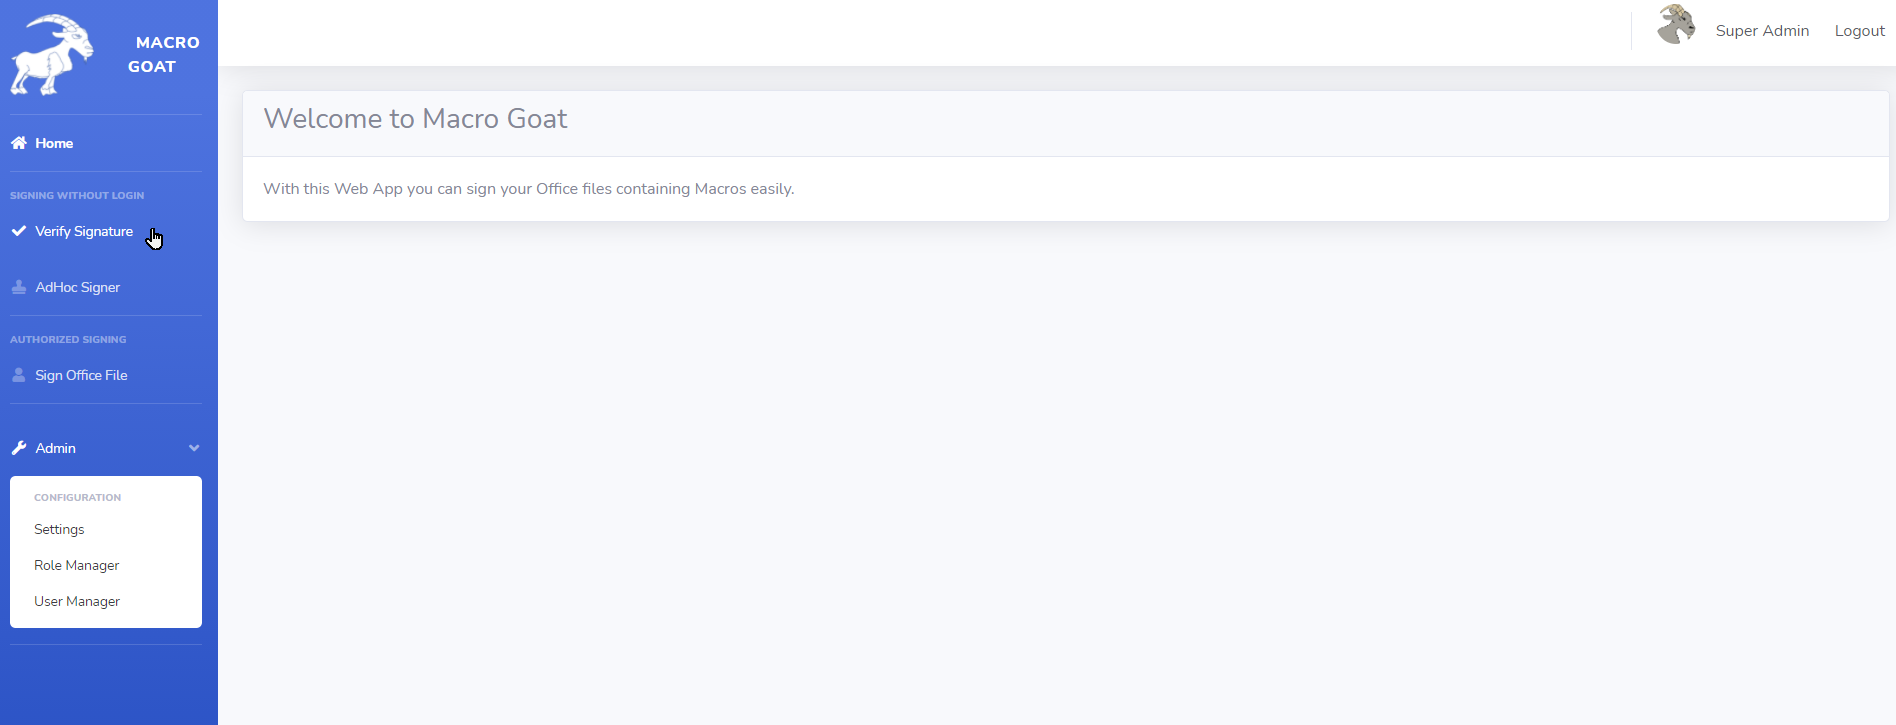 MACRO
GOAT
Super Admin
Logout
Home
SIGNING WITHOUT LOGIN
Verify Signature
AdHoc Signer
AUTHORIZED SIGNING
Sign Office File
Admin
CONFIGURATION
Settings
Role Manager
User Manager
Welcome to Macro Goat
With this Web App you can sign your Office files containing Macros easily.